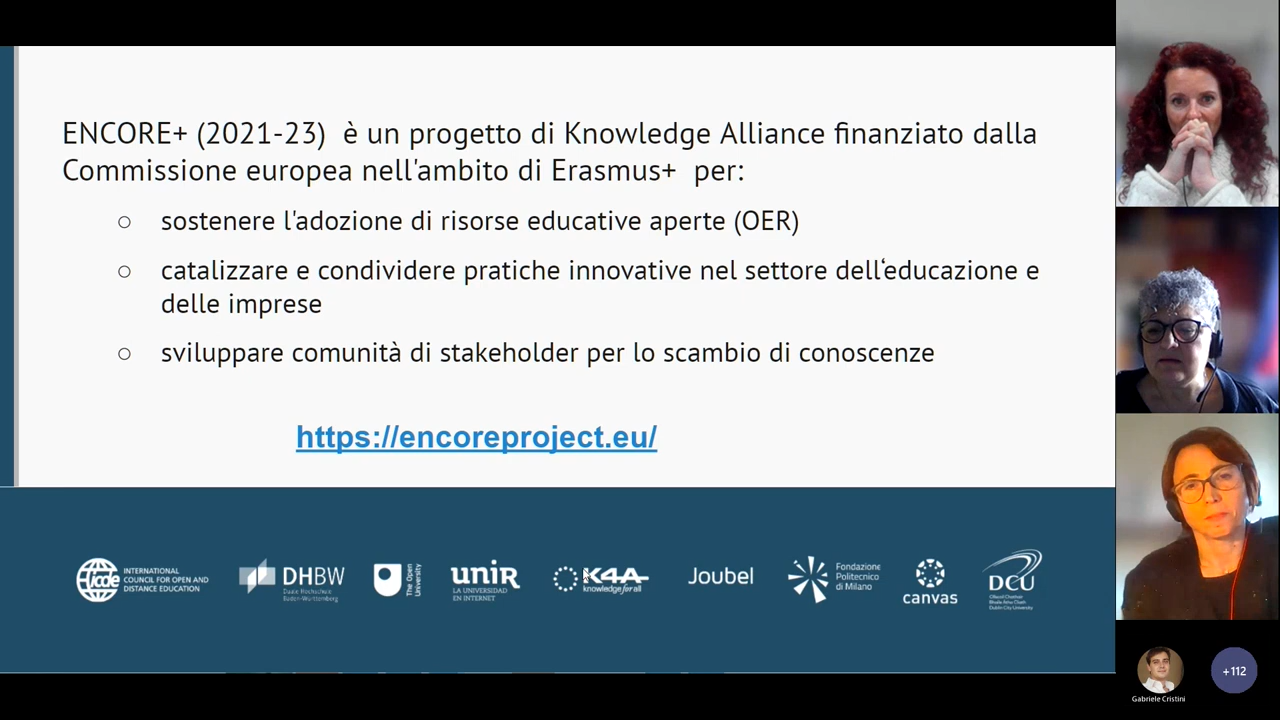 ENCORE+ (2021-23)  è un progetto di Knowledge Alliance finanziato dalla
Commissione europea nell'ambito di Erasmus+  per:
○ sostenere l'adozione di risorse educative aperte (OER)
○ catalizzare e condividere pratiche innovative nel settore dell‘educazione e
delle imprese
○ sviluppare comunità di stakeholder per lo scambio di conoscenze
https://encoreproject.eu/
icde
INTERNATIONAL
COUNCIL FOR OPEN AND
DISTANCE EDUCATION
DHBW
Duale Hochschule
Baden-Württemberg
The Open
University
unir
LA UNIVERSIDAD
EN INTERNET
K4A
knowledge for all
Joubel
Fondazione
Politecnico
di Milano
canvas
DCU
Ollscoil Chathair
Bhaile Átha Cliath
Dublin City University
Gabriele Cristini
+112